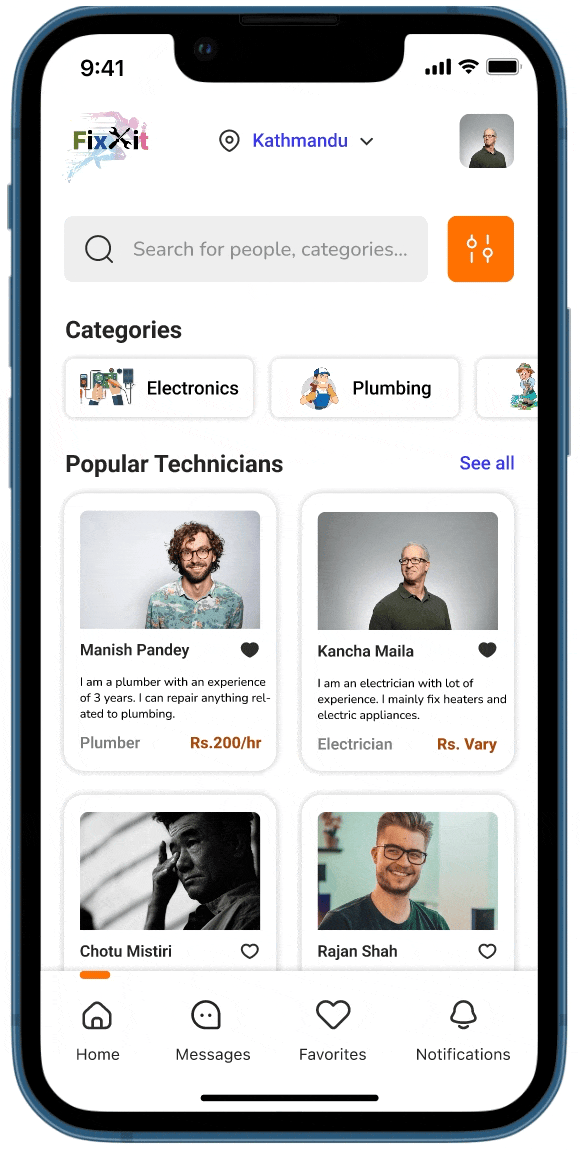 9:41
Fixit
Kathmandu
Search for people, categories...
Categories
Electronics
Plumbing
Popular Technicians
See all
Manish Pandey
I am a plumber with an experience
of 3 years. I can repair anything rel-
ated to plumbing.
Plumber
Rs.200/hr
Kancha Maila
I am an electrician with lot of
experience. I mainly fix heaters and
electric appliances.
Electrician
Rs. Vary
Chotu Mistiri
Rajan Shah
Home
Messages
Favorites
Notifications